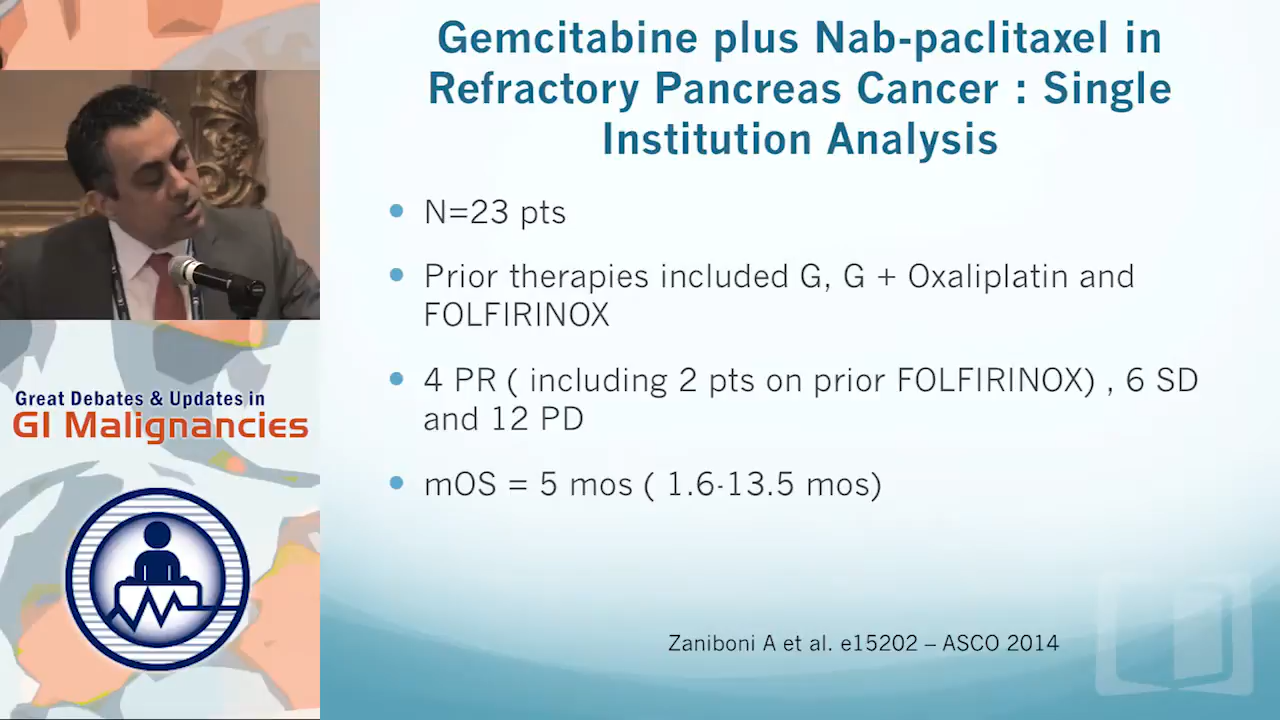 Gemcitabine plus Nab-paclitaxel in
Refractory Pancreas Cancer : Single
Institution Analysis
N=23 pts
Prior therapies included G, G + Oxaliplatin and
FOLFIRINOX
4 PR ( including 2 pts on prior FOLFIRINOX) , 6 SD
and 12 PD
mOS = 5 mos ( 1.6-13.5 mos)
Zaniboni A et al. e15202 – ASCO 2014
Great Debates & Updates in
GI Malignancies